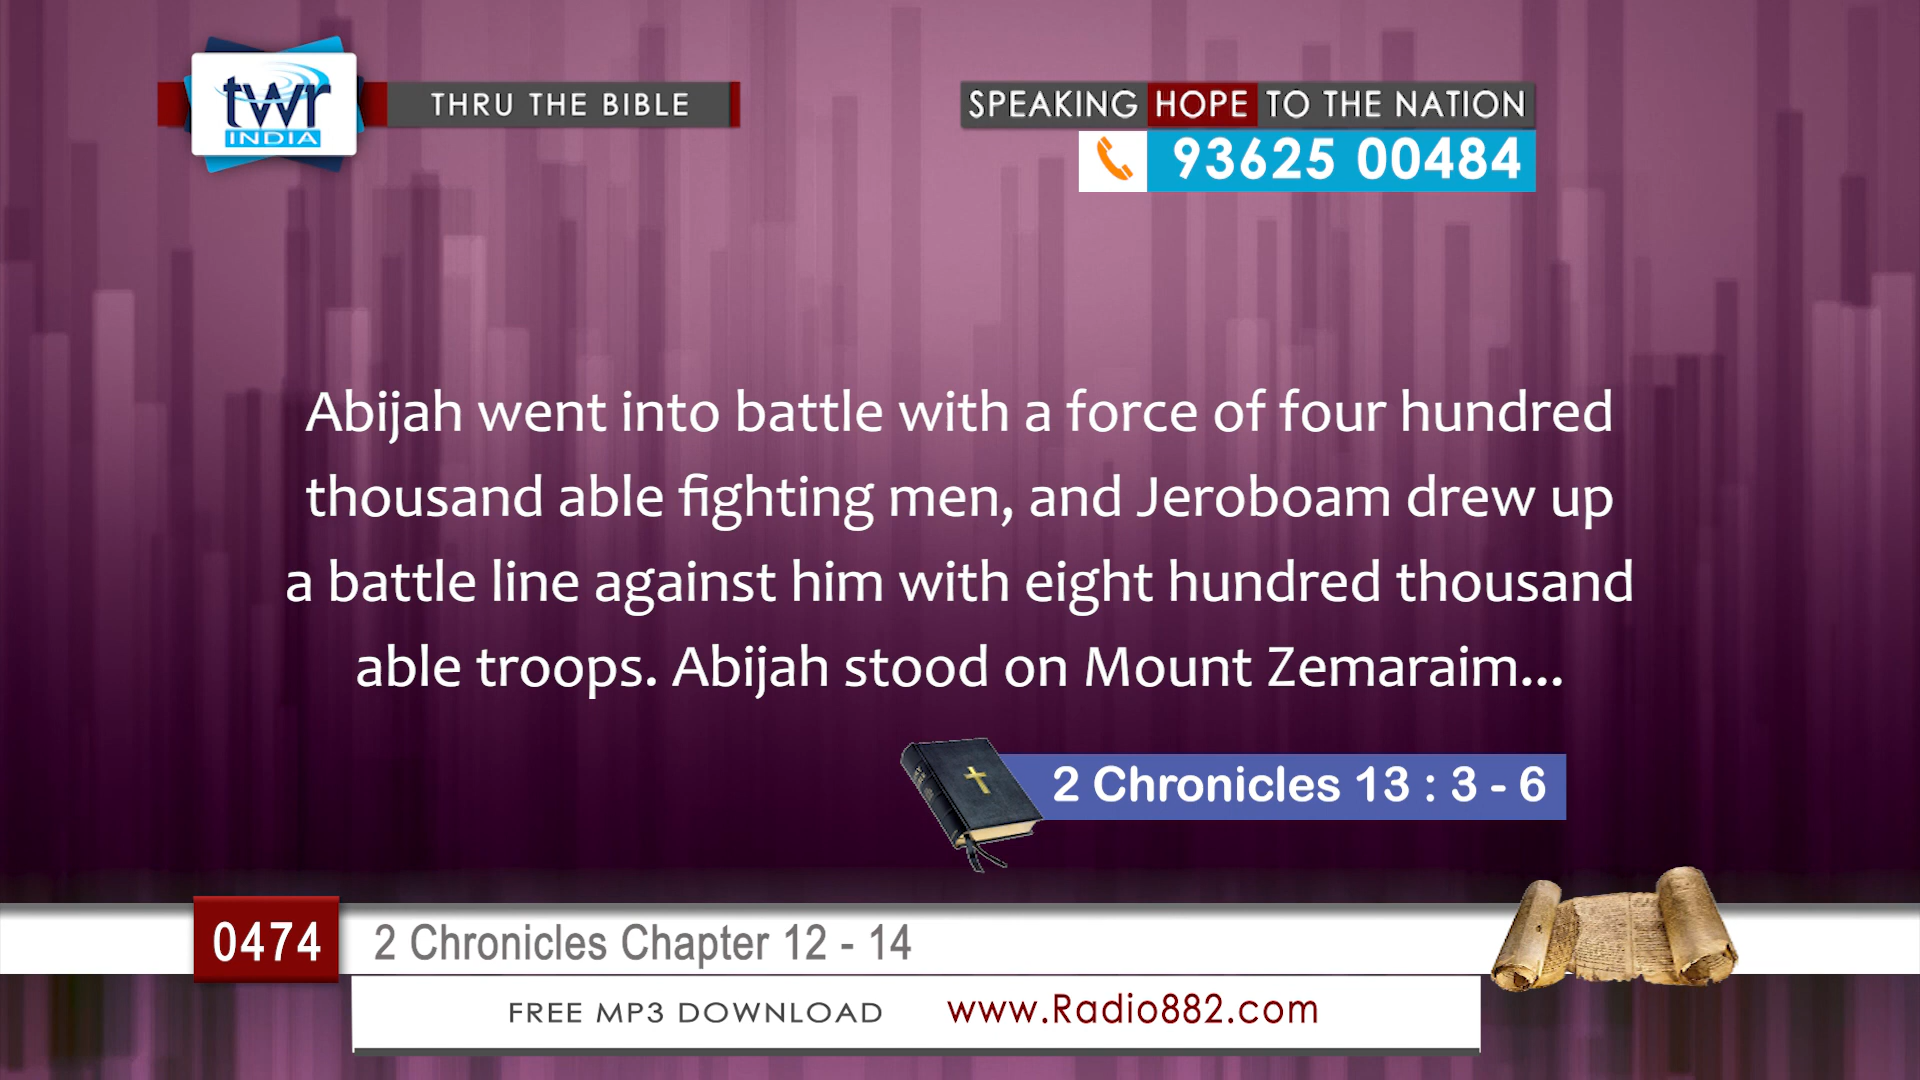 twr
INDIA
THRU THE BIBLE
SPEAKING HOPE TO THE NATION
93625 00484
Abijah went into battle with a force of four hundred
thousand able fighting men, and Jeroboam drew up
a battle line against him with eight hundred thousand
able troops. Abijah stood on Mount Zemaraim...
2 Chronicles 13 : 3 - 6
0474
2 Chronicles Chapter 12 - 14
FREE MP3 DOWNLOAD www.Radio882.com